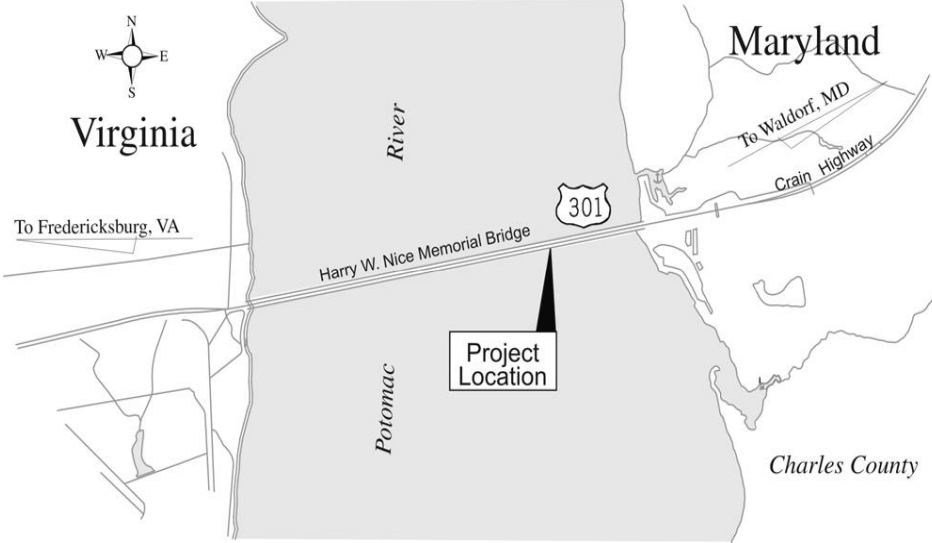 N
W E
S
Virginia
Maryland
River
To Waldorf, MD
Crain Highway
301
To Fredericksburg, VA
Harry W. Nice Memorial Bridge
Project
Location
Potomac
Charles County